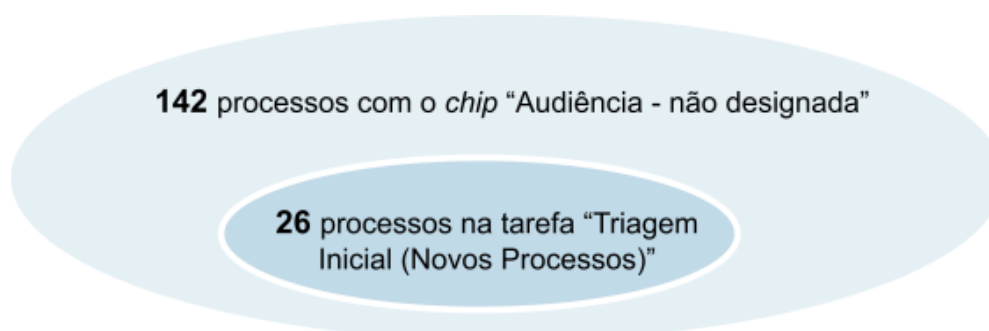 142 processos com o chip “Audiência - não designada”
26 processos na tarefa “Triagem
Inicial (Novos Processos)”